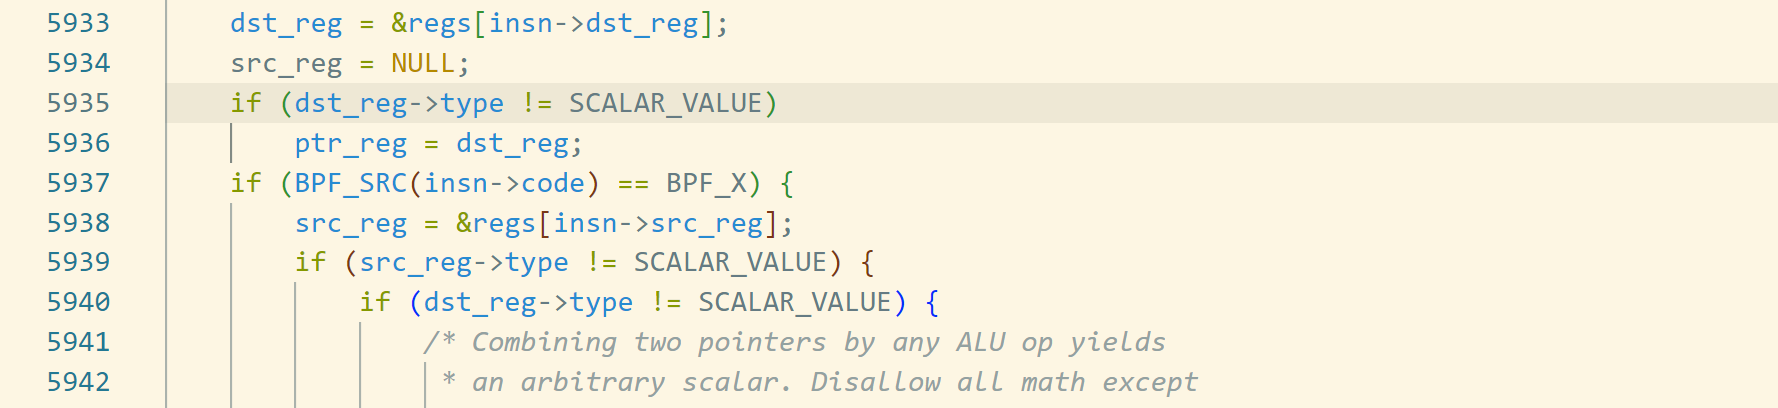 5933 dst_reg = &regs[insn->dst_reg];
5934 src_reg = NULL;
5935 if (dst_reg->type != SCALAR_VALUE)
5936 ptr_reg = dst_reg;
5937 if (BPF_SRC(insn->code) == BPF_X) {
5938 src_reg = &regs[insn->src_reg];
5939 if (src_reg->type != SCALAR_VALUE) {
5940 if (dst_reg->type != SCALAR_VALUE) {
5941 /* Combining two pointers by any ALU op yields
5942 * an arbitrary scalar. Disallow all math except